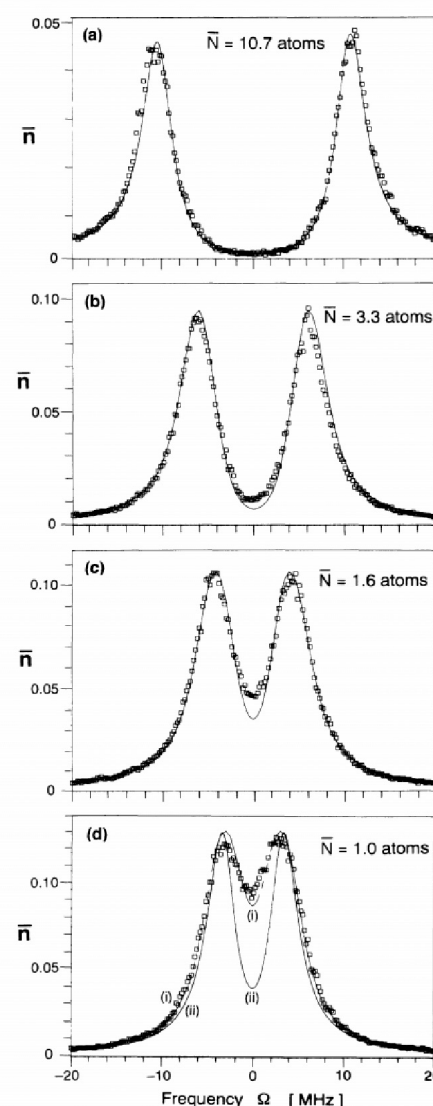 0.05
(a)
N̄ = 10.7 atoms
n̄
0
(b)
0.10
N̄ = 3.3 atoms
n̄
0.05
0
(c)
0.10
N̄ = 1.6 atoms
n̄
0.05
0
(d)
N̄ = 1.0 atoms
0.10
n̄
(i)
0.05
(i)
(ii)
(ii)
0
−20 −10 0 10 20
Frequency Ω [ MHz ]